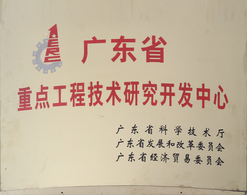 广东省
重点工程技术研究开发中心
广东省科学技术厅
广东省发展和改革委员会
广东省经济贸易委员会